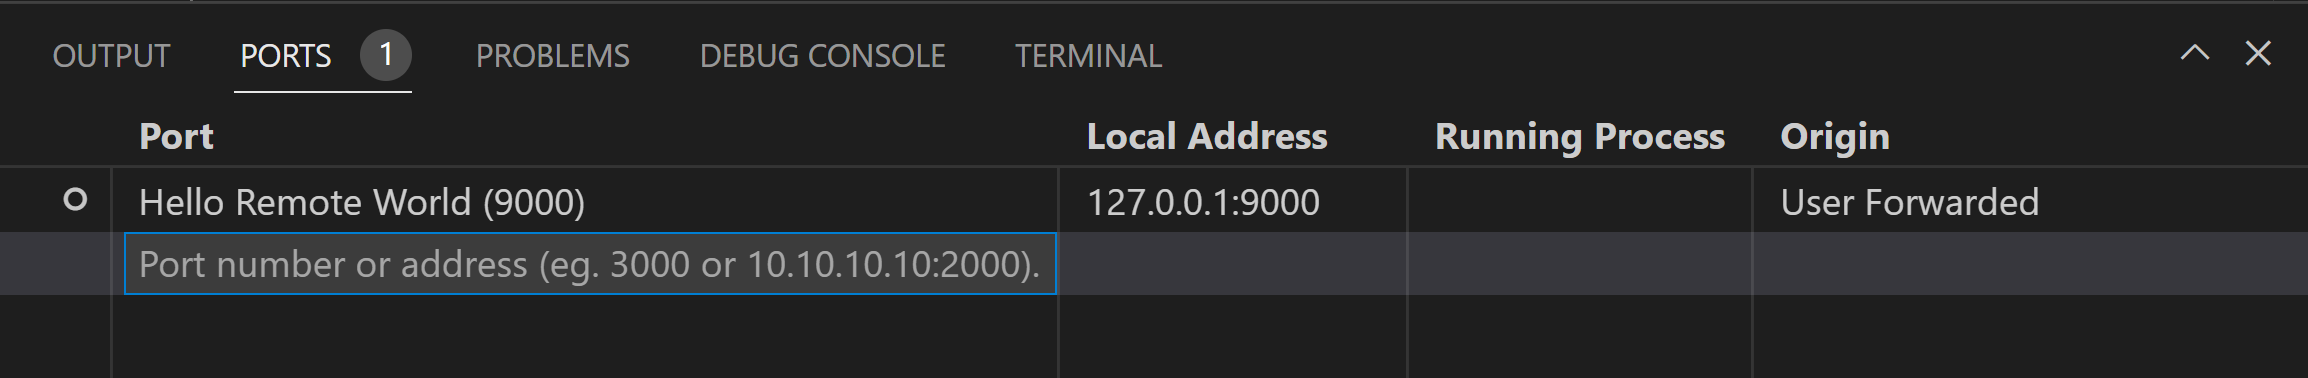 OUTPUT PORTS 1 PROBLEMS DEBUG CONSOLE TERMINAL
Port Local Address Running Process Origin
Hello Remote World (9000) 127.0.0.1:9000 User Forwarded
Port number or address (eg. 3000 or 10.10.10.10:2000).